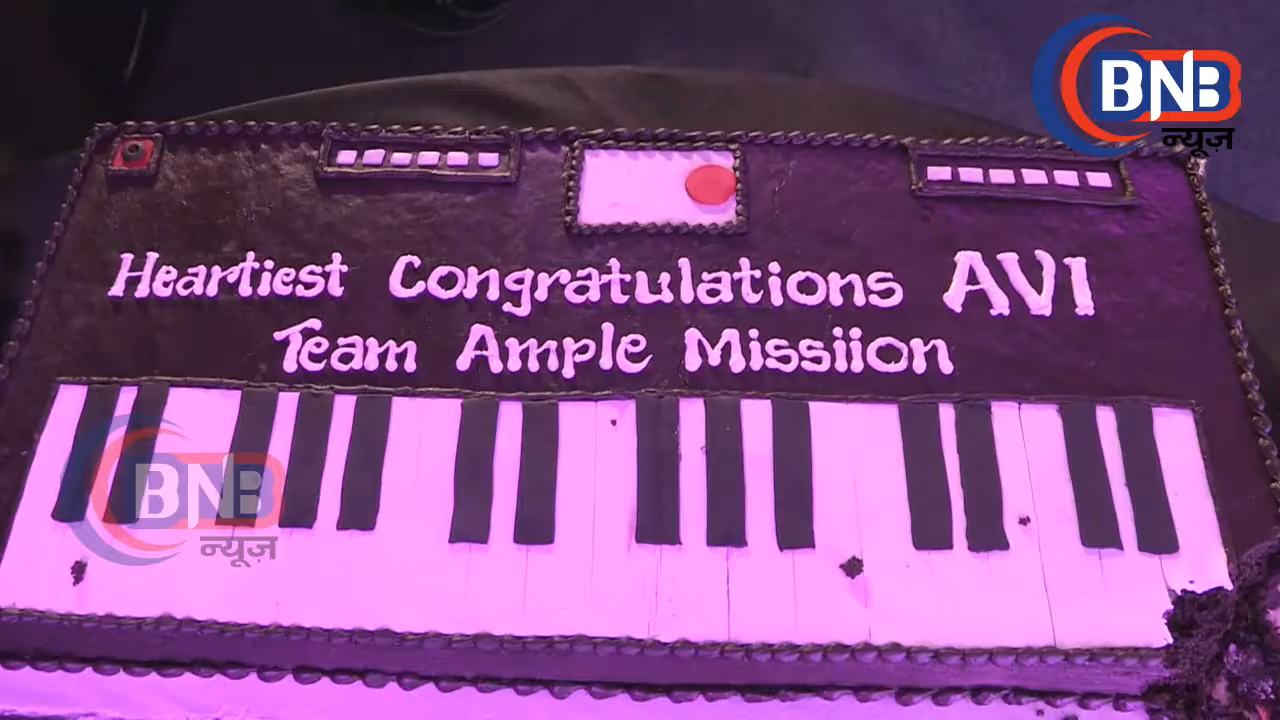 BNB
न्यूज़
Heartiest Congratulations AVI
Team Ample Missiion
BNB
न्यूज़